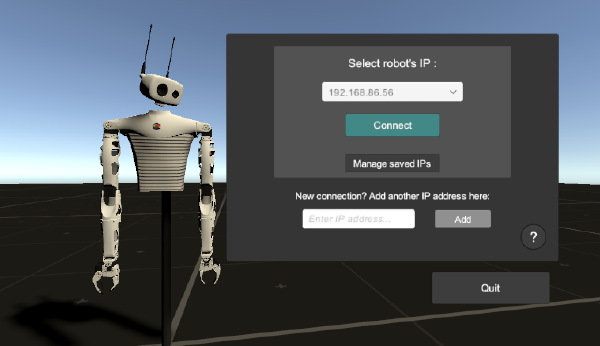 Select robot's IP :
192.168.86.56
Connect
Manage saved IPs
New connection? Add another IP address here:
Enter IP address...
Add
?
Quit